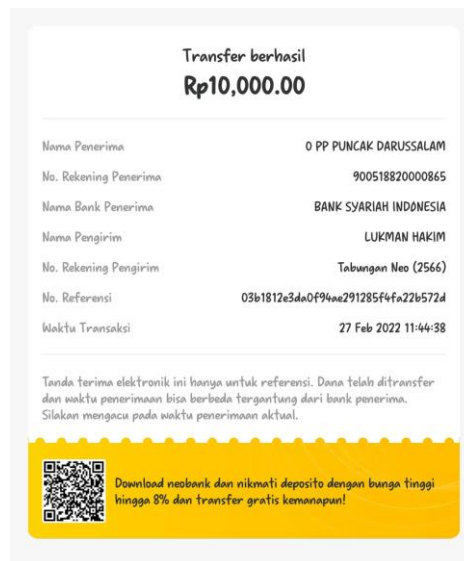 Transfer berhasil
Rp10,000.00
Nama Penerima O PP PUNCAK DARUSSALAM
No. Rekening Penerima 900518820000865
Nama Bank Penerima BANK SYARIAH INDONESIA
Nama Pengirim LUKMAN HAKIM
No. Rekening Pengirim Tabungan Neo (2566)
No. Referensi 03b1812e3da0f94ae291285f4fa22b572d
Waktu Transaksi 27 Feb 2022 11:44:38
Tanda terima elektronik ini hanya untuk referensi. Dana telah ditransfer
dan waktu penerimaan bisa berbeda tergantung dari bank penerima.
Silakan mengacu pada waktu penerimaan aktual.
Download neobank dan nikmati deposito dengan bunga tinggi
hingga 8% dan transfer gratis kemanapun!